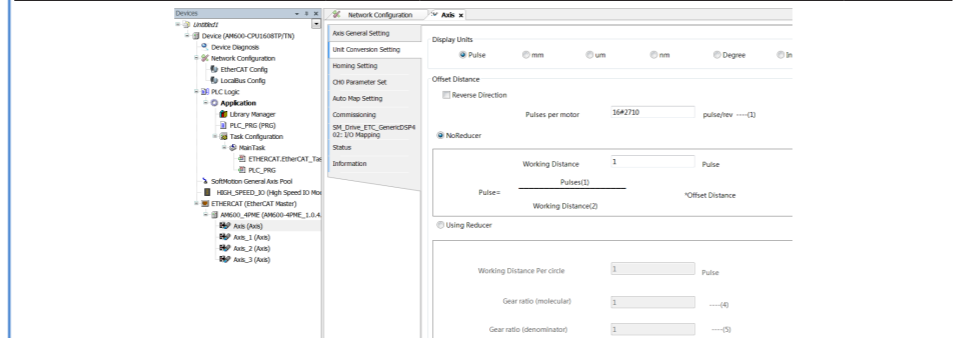 Devices
Untitled1
Device (AM600-CPU1608TP/TN)
Device Diagnosis
Network Configuration
EtherCAT Config
LocalBus Config
PLC Logic
Application
Library Manager
PLC_PRG (PRG)
Task Configuration
MainTask
ETHERCAT.EtherCAT_Tas
PLC_PRG
SoftMotion General Axis Pool
HIGH_SPEED_IO (High Speed IO Mo
ETHERCAT (EtherCAT Master)
AM600_4PME (AM600-4PME_1.0.4.
Axis (Axis)
Axis_1 (Axis)
Axis_2 (Axis)
Axis_3 (Axis)
Network Configuration
Axis x
Axis General Setting
Unit Conversion Setting
Homing Setting
CH0 Parameter Set
Auto Map Setting
Commissioning
SM_Drive_ETC_GenericDSP4
02: I/O Mapping
Status
Information
Display Units
Pulse mm um nm Degree In
Offset Distance
Reverse Direction
Pulses per motor 16#2710 pulse/rev ----(1)
NoReducer
Working Distance 1 Pulse
Pulses(1)
Pulse= *Offset Distance
Working Distance(2)
Using Reducer
Working Distance Per circle 1 Pulse
Gear ratio (molecular) 1 ----(4)
Gear ratio (denominator) 1 ----(5)